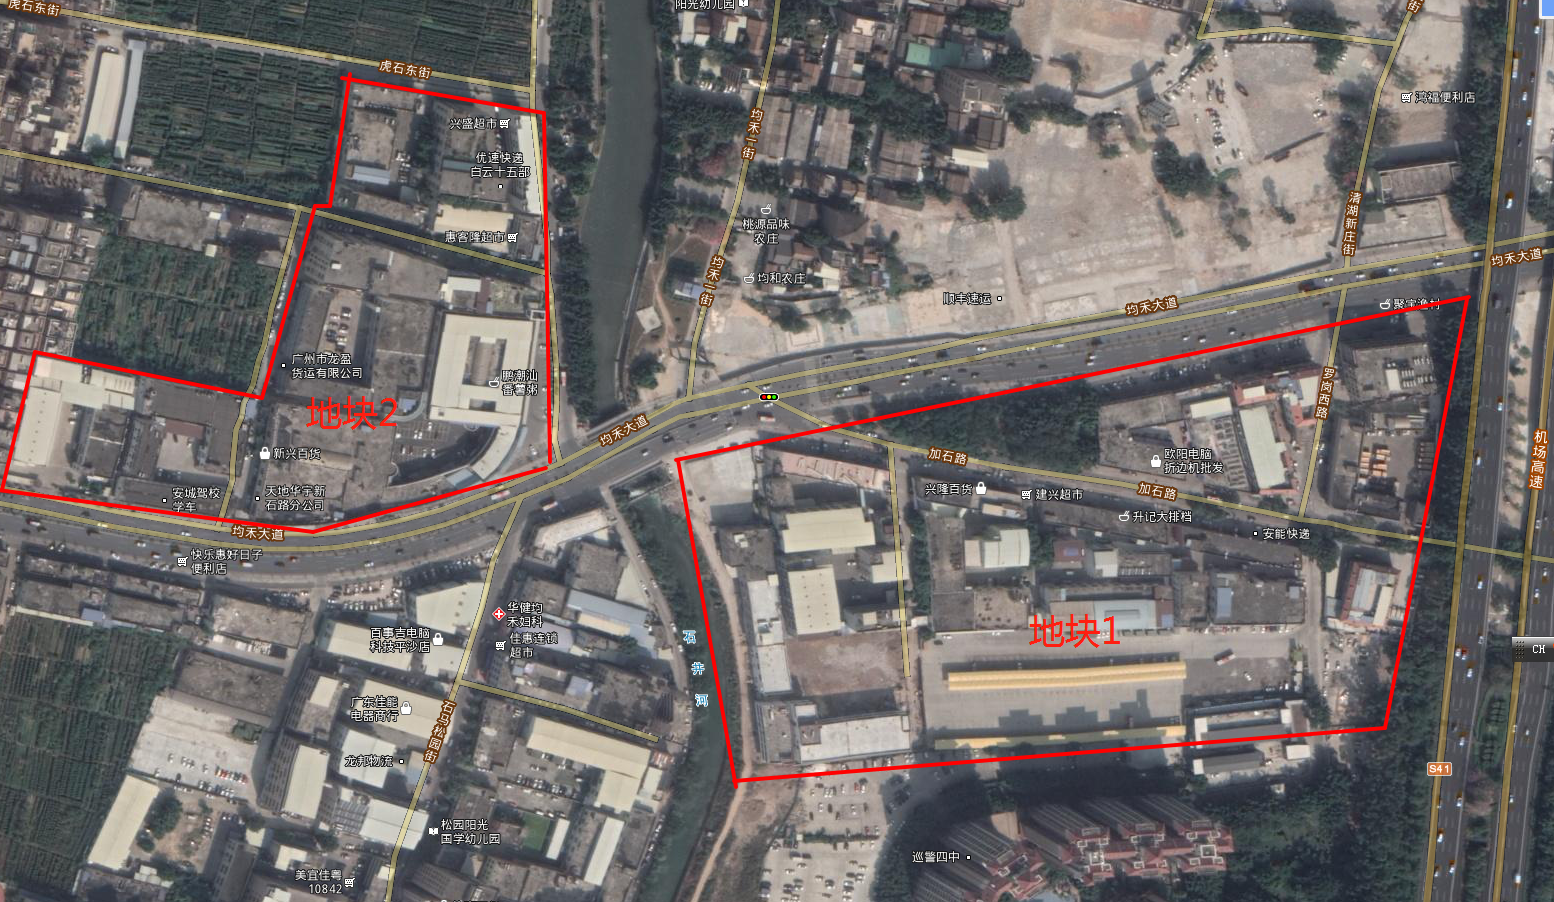 虎石东街
阳光幼儿园
街
虎石东街
兴盛超市
优速快递
白云十五部
均禾一街
鸿福便利店
清湖新庄街
桃源品味
农庄
惠客隆超市
均和农庄
均禾一街
均禾大道
顺丰速运
均禾大道
聚宝渔村
广州市龙盈
货运有限公司
鹏潮汕
番薯粥
地块2
罗岗西路
均禾大道
新兴百货
加石路
欧阳电脑
折边机批发
机场高速
安城驾校
学车
天地华宇新
石路分公司
兴隆百货
建兴超市
加石路
升记大排档
安能快递
均禾大道
快乐惠好日子
便利店
华健均
禾妇科
佳惠连锁
超市
百事吉电脑
科技平沙店
石井河
地块1
CH
广东佳能
电器商行
石马松园街
龙邦物流
S41
松园阳光
国学幼儿园
巡警四中
美宜佳粤
10842